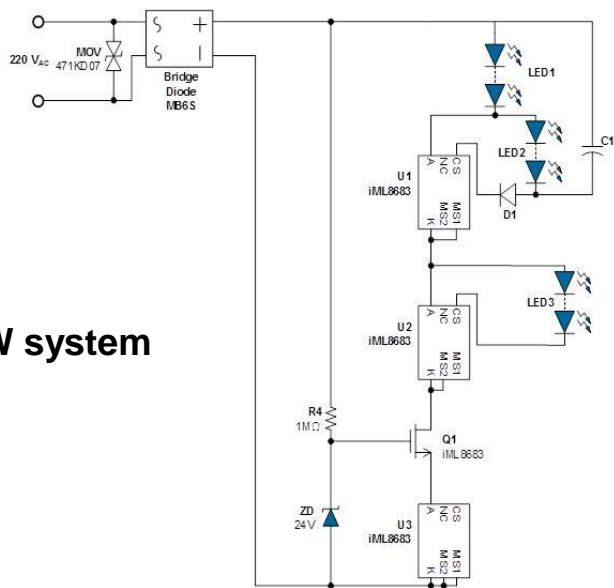 220 VAC
MOV
471KD07
S
S
+
−
Bridge
Diode
MB6S
LED1
LED2
C1
U1
iML8683
A
NC
CS
K
MS2
MS1
D1
LED3
U2
iML8683
A
NC
CS
K
MS2
MS1
W system
R4
1MΩ
Q1
iML8683
ZD
24V
U3
iML8683
A
NC
CS
K
MS2
MS1